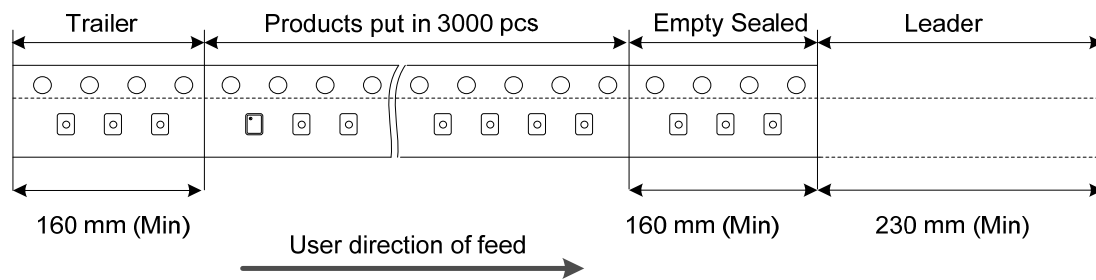 Trailer Products put in 3000 pcs Empty Sealed Leader
160 mm (Min) 160 mm (Min) 230 mm (Min)
User direction of feed